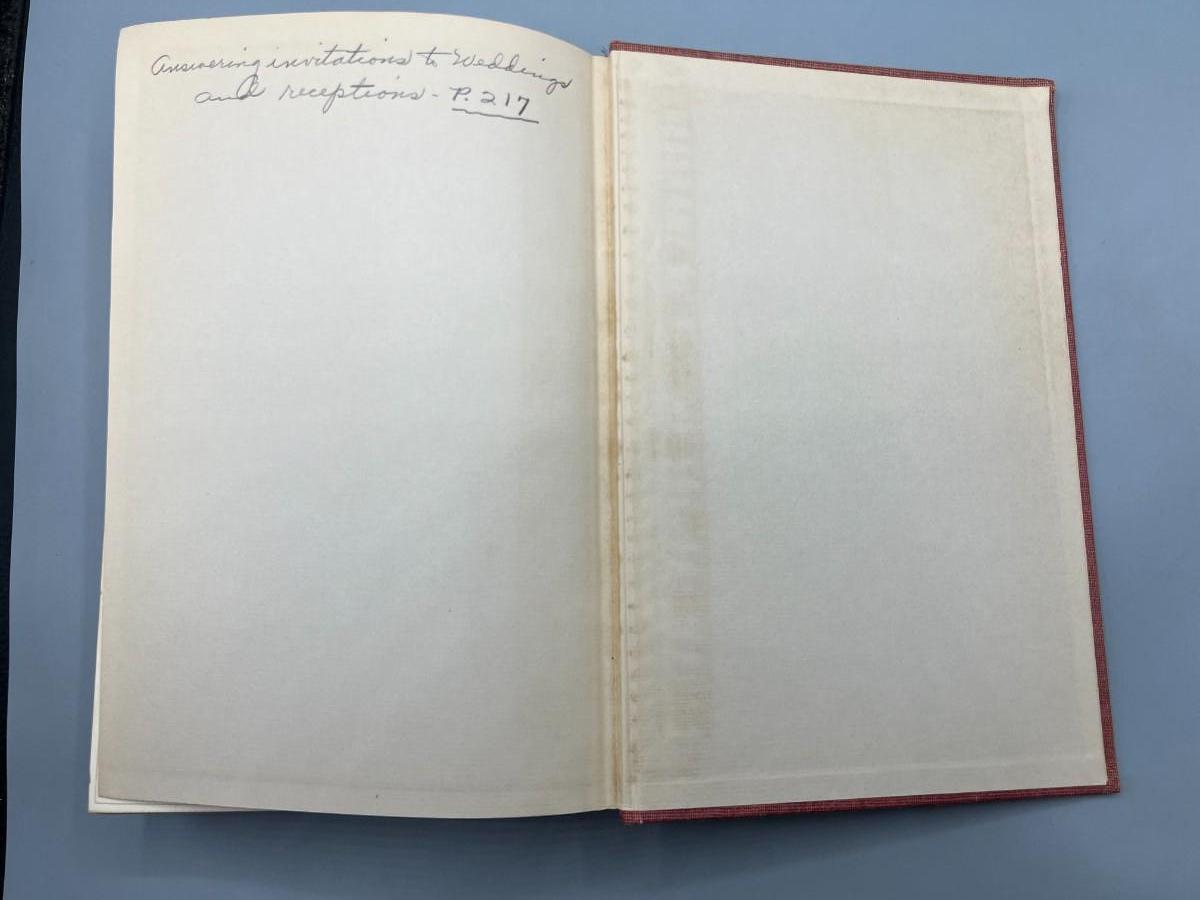 Answering invitations to Weddings
and receptions - P. 217